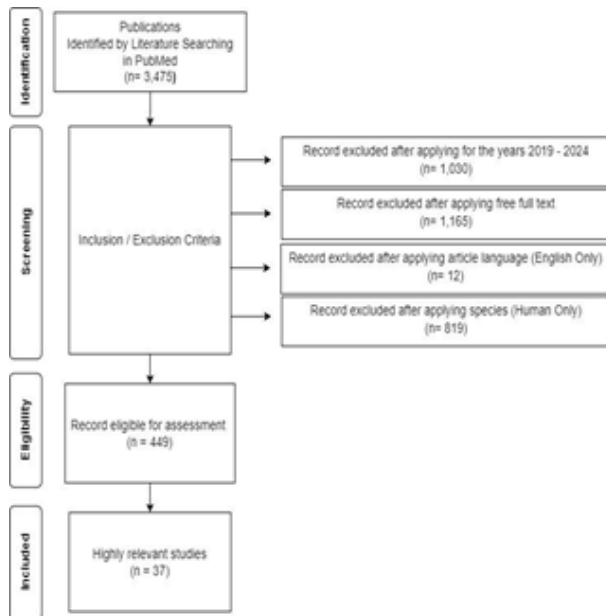 Identification
Publications
Identified by Literature Searching
in PubMed
(n= 3,475)
Screening
Inclusion / Exclusion Criteria
Record excluded after applying for the years 2019 - 2024
(n= 1,030)
Record excluded after applying free full text
(n= 1,165)
Record excluded after applying article language (English Only)
(n= 12)
Record excluded after applying species (Human Only)
(n= 819)
Eligibility
Record eligible for assessment
(n = 449)
Included
Highly relevant studies
(n = 37)